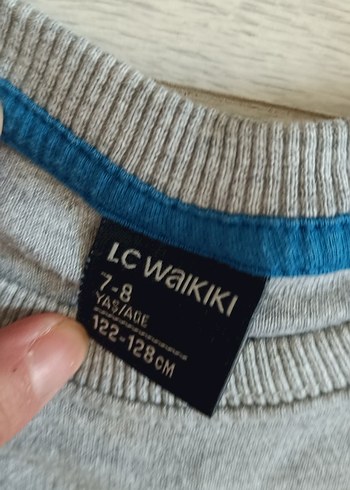 LC WAIKIKI
7-8
YAŞ/AGE
122-128CM